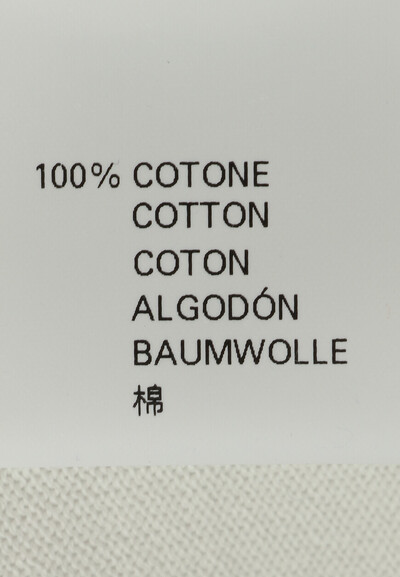 100% COTONE
COTTON
COTON
ALGODÓN
BAUMWOLLE
棉